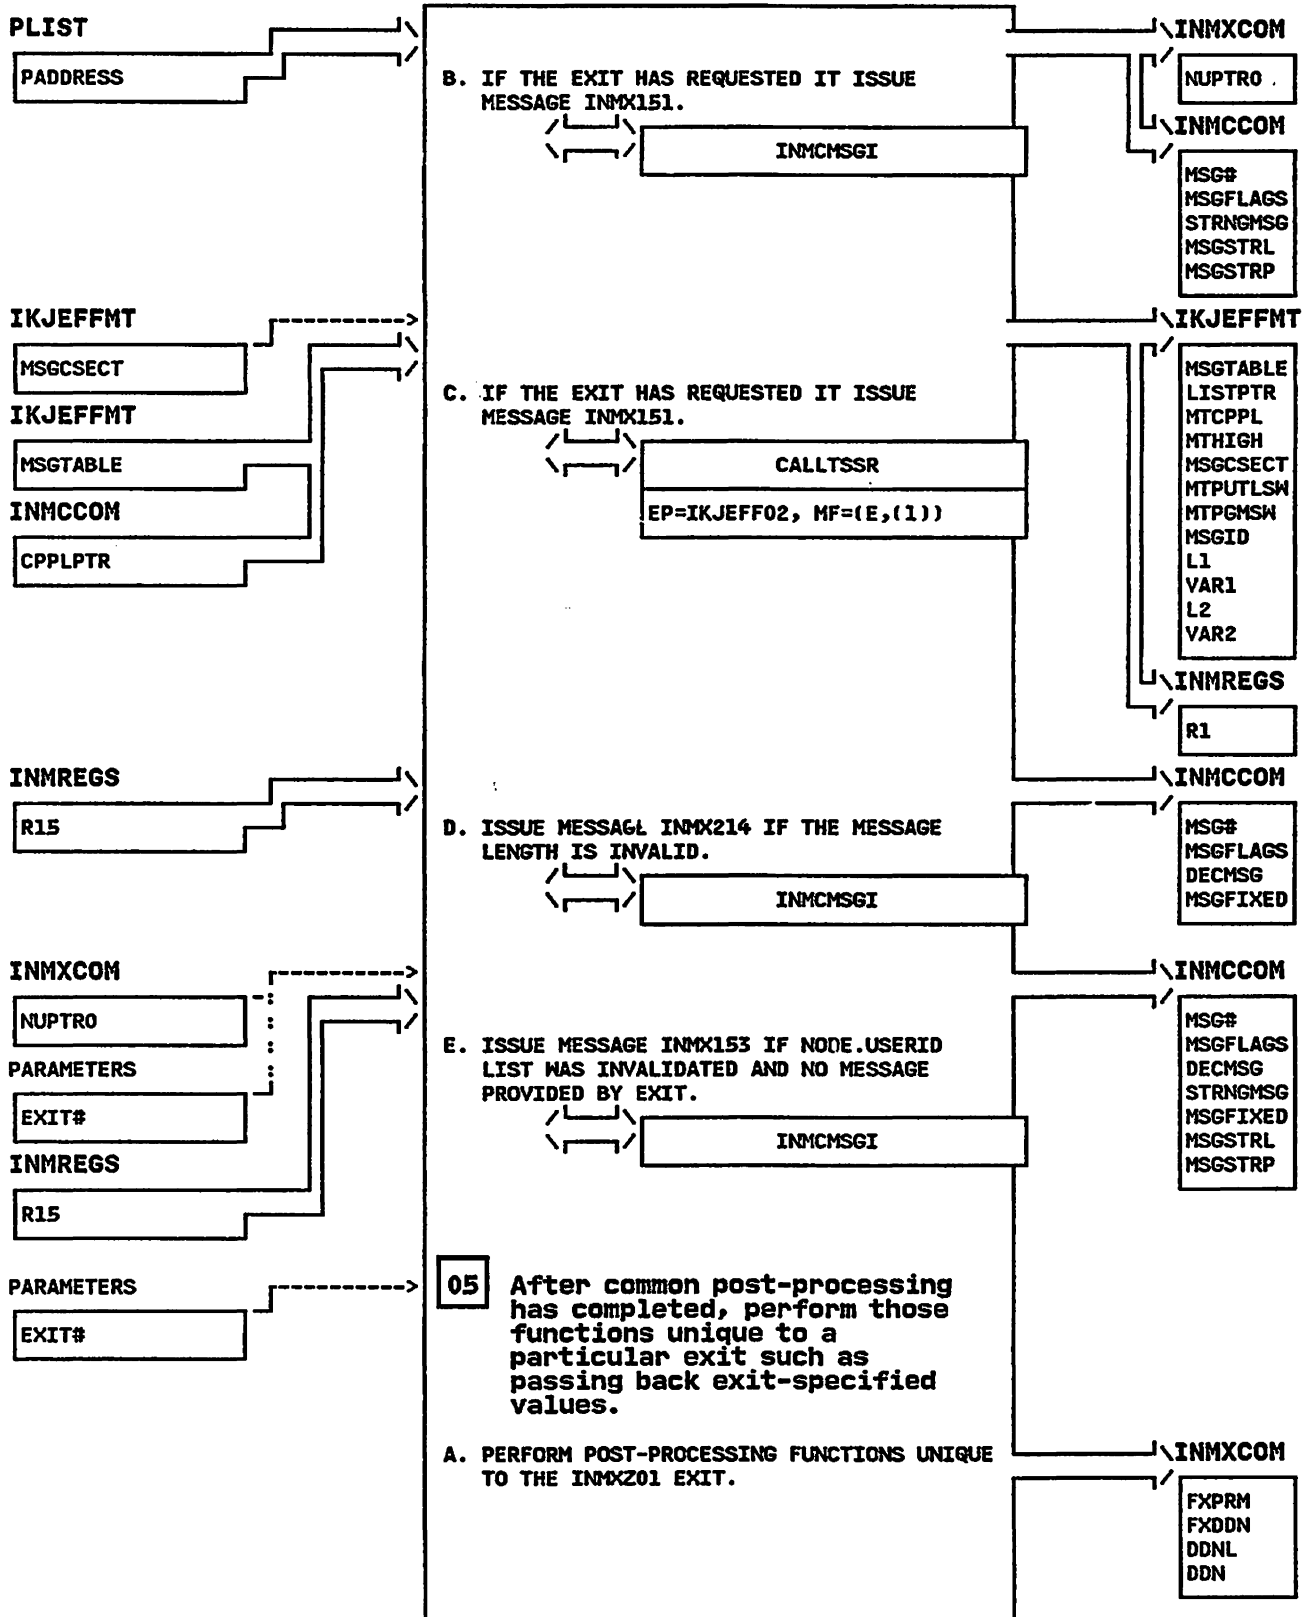 PLIST
PADDRESS
B. IF THE EXIT HAS REQUESTED IT ISSUE
MESSAGE INMX151.
INMCMSGI
INMXCOM
NUPTR0
INMCCOM
MSG#
MSGFLAGS
STRNGMSG
MSGSTRL
MSGSTRP
IKJEFFMT
MSGCSECT
IKJEFFMT
MSGTABLE
INMCCOM
CPPLPTR
C. IF THE EXIT HAS REQUESTED IT ISSUE
MESSAGE INMX151.
CALLTSSR
EP=IKJEFF02, MF=(E,(1))
IKJEFFMT
MSGTABLE
LISTPTR
MTCPPL
MTHIGH
MSGCSECT
MTPUTLSW
MTPGMSW
MSGID
L1
VAR1
L2
VAR2
INMREGS
R1
INMREGS
R15
D. ISSUE MESSAGE INMX214 IF THE MESSAGE
LENGTH IS INVALID.
INMCMSGI
INMCCOM
MSG#
MSGFLAGS
DECMSG
MSGFIXED
INMXCOM
NUPTR0
PARAMETERS
EXIT#
INMREGS
R15
E. ISSUE MESSAGE INMX153 IF NODE.USERID
LIST WAS INVALIDATED AND NO MESSAGE
PROVIDED BY EXIT.
INMCMSGI
INMCCOM
MSG#
MSGFLAGS
DECMSG
STRNGMSG
MSGFIXED
MSGSTRL
MSGSTRP
PARAMETERS
EXIT#
05 After common post-processing
has completed, perform those
functions unique to a
particular exit such as
passing back exit-specified
values.
A. PERFORM POST-PROCESSING FUNCTIONS UNIQUE
TO THE INMXZ01 EXIT.
INMXCOM
FXPRM
FXDDN
DDNL
DDN